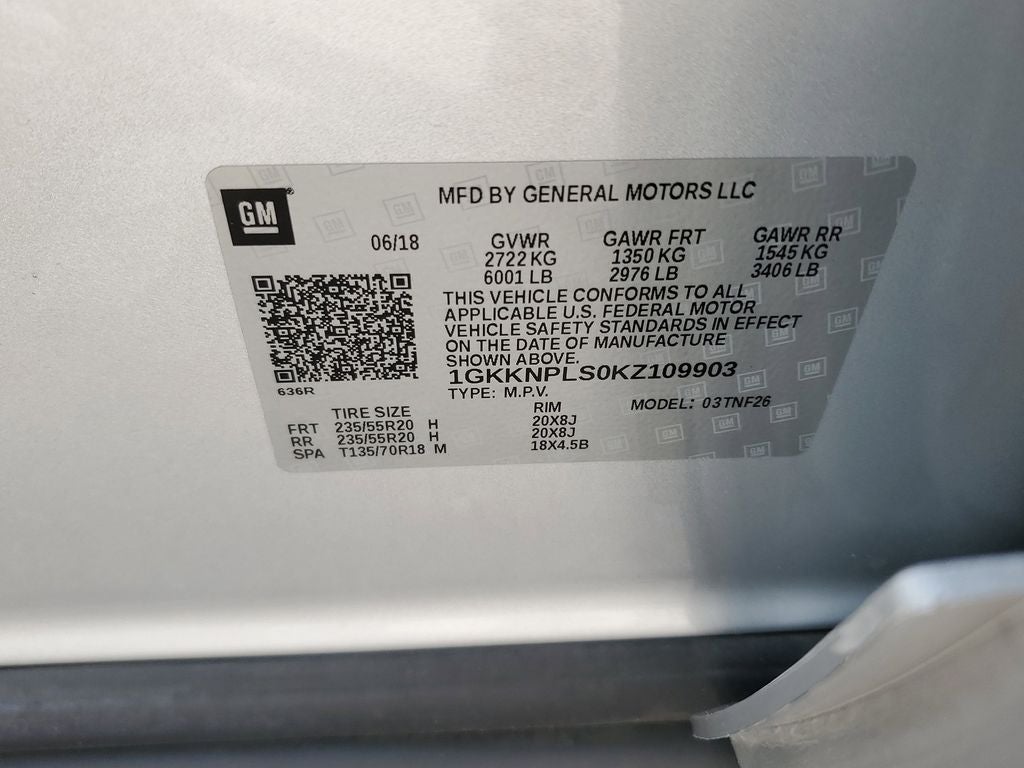 GM
MFD BY GENERAL MOTORS LLC
06/18 GVWR GAWR FRT GAWR RR
2722 KG 1350 KG 1545 KG
6001 LB 2976 LB 3406 LB
THIS VEHICLE CONFORMS TO ALL
APPLICABLE U.S. FEDERAL MOTOR
VEHICLE SAFETY STANDARDS IN EFFECT
ON THE DATE OF MANUFACTURE
SHOWN ABOVE.
1GKKNPLS0KZ109903
636R
TYPE: M.P.V. MODEL: 03TNF26
TIRE SIZE RIM
FRT 235/55R20 H 20X8J
RR 235/55R20 H 20X8J
SPA T135/70R18 M 18X4.5B